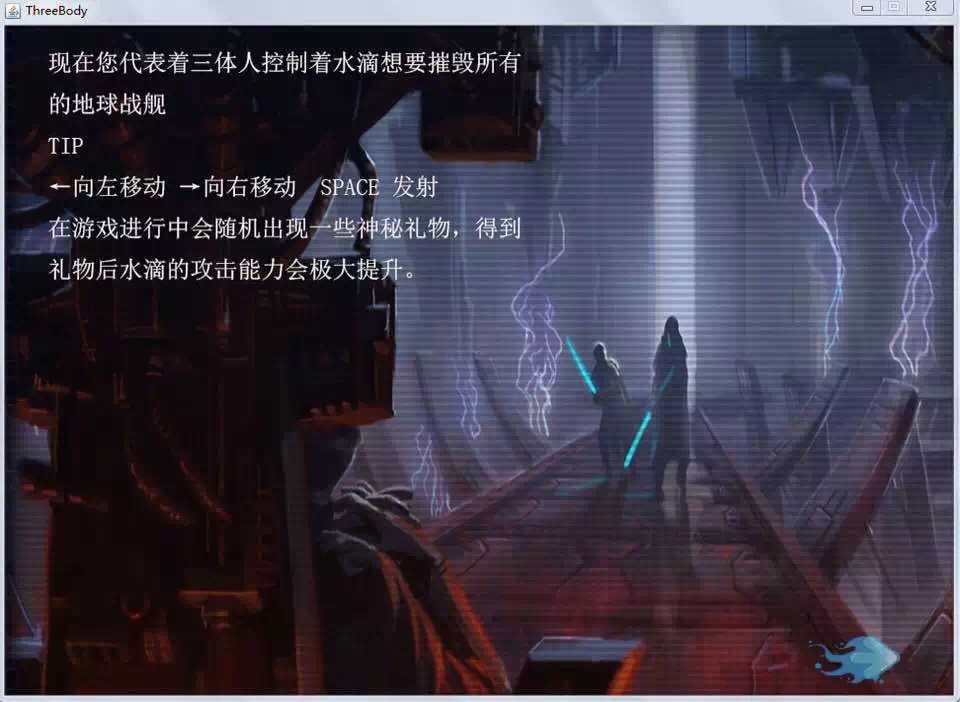 ThreeBody
现在您代表着三体人控制着水滴想要摧毁所有
的地球战舰
TIP
←向左移动 →向右移动  SPACE 发射
在游戏进行中会随机出现一些神秘礼物，得到
礼物后水滴的攻击能力会极大提升。